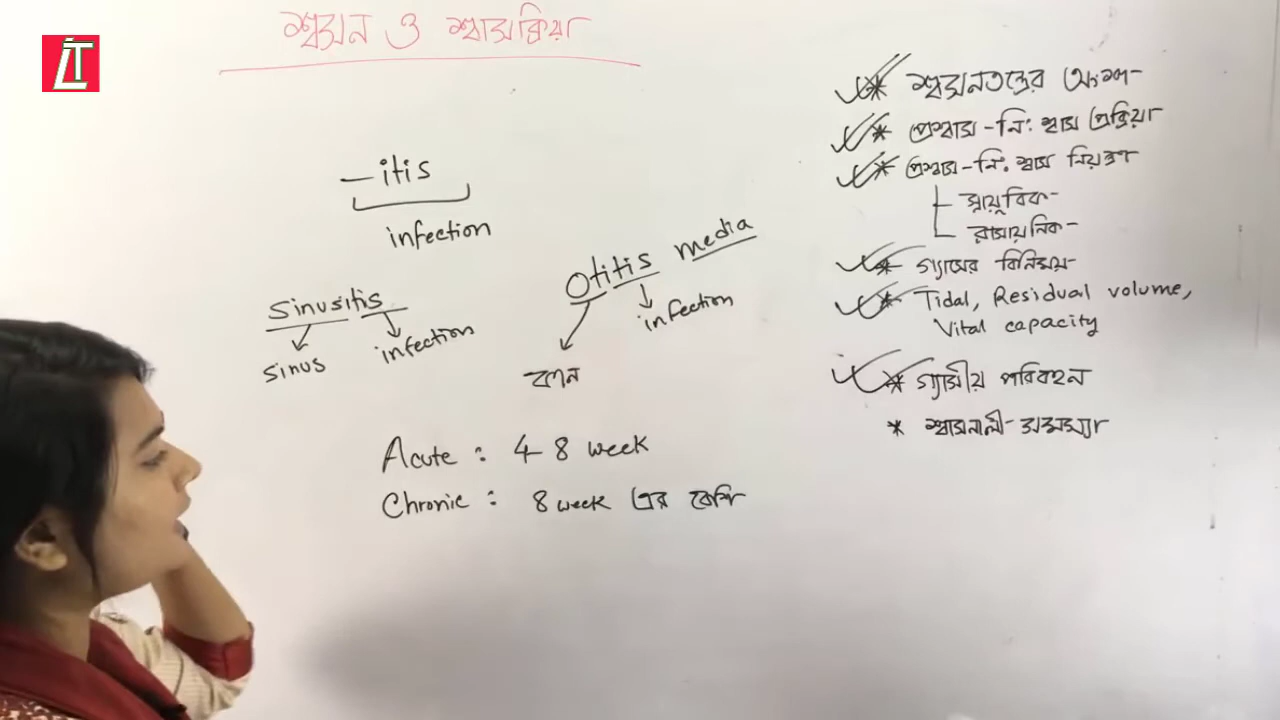 LT
শ্বসন ও শ্বাসক্রিয়া
– itis
infection
Sinusitis
sinus
infection
Otitis media
infection
কান
Acute : 4-8 week
Chronic : 8 week এর বেশি
* শ্বসনতন্ত্রের অংশ-
* প্রশ্বাস-নিঃশ্বাস প্রক্রিয়া
* প্রশ্বাস-নিঃশ্বাস নিয়ন্ত্রণ
স্নায়ুবিক-
রাসায়নিক-
* গ্যাসের বিনিময়-
* Tidal, Residual volume,
Vital capacity
* গ্যাসীয় পরিবহন
* শ্বাসনালী-সমস্যা